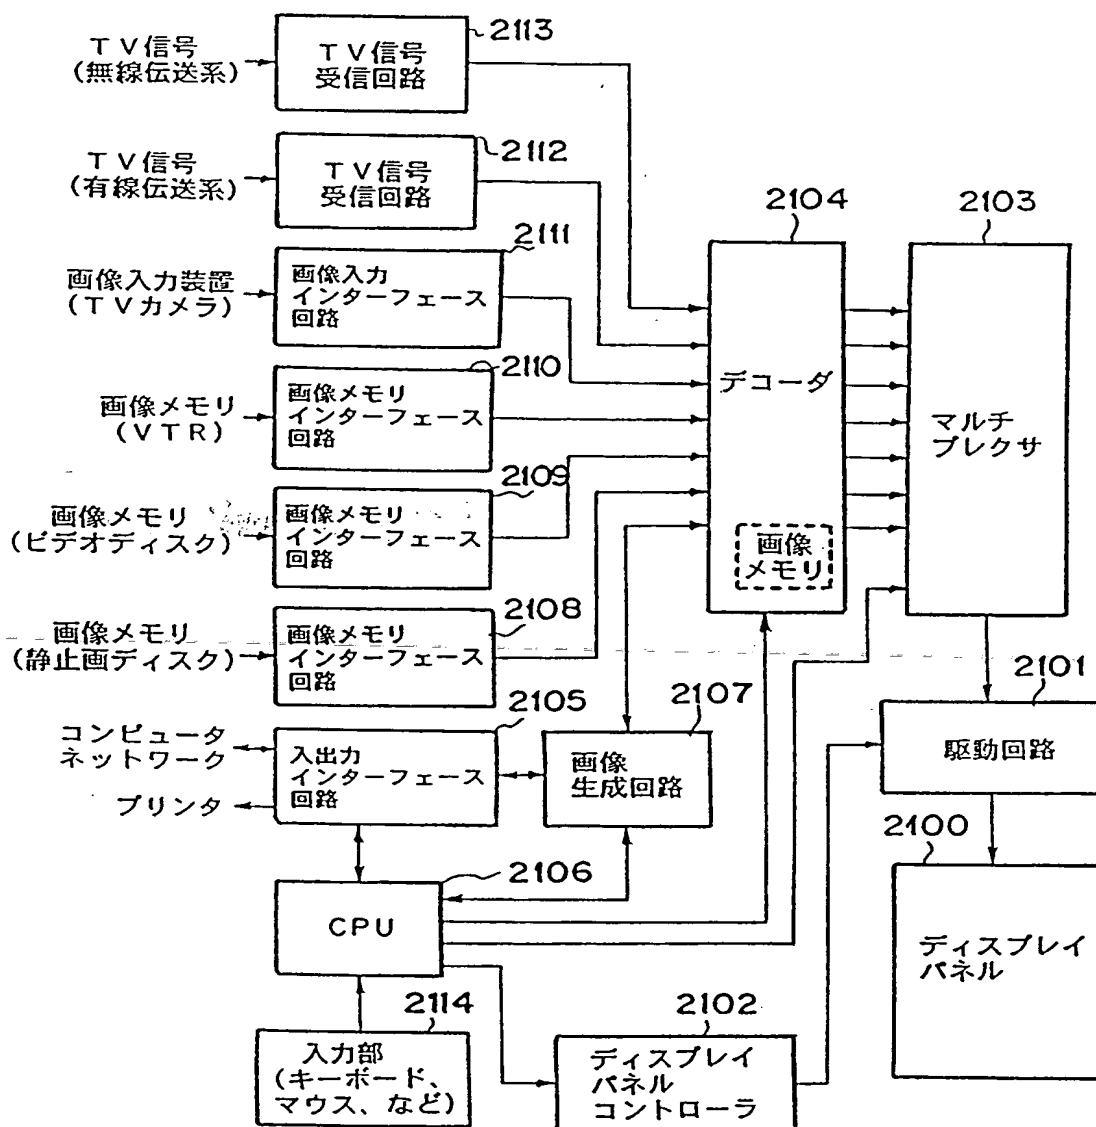 2113
TV信号
(無線伝送系)
TV信号
受信回路
2112
TV信号
(有線伝送系)
TV信号
受信回路
2104
2103
2111
画像入力装置
(TVカメラ)
画像入力
インターフェース
回路
2110
画像メモリ
(VTR)
画像メモリ
インターフェース
回路
デコーダ
マルチ
プレクサ
2109
画像メモリ
(ビデオディスク)
画像メモリ
インターフェース
回路
画像
メモリ
2108
画像メモリ
(静止画ディスク)
画像メモリ
インターフェース
回路
2105
2107
2101
コンピュータ
ネットワーク
プリンタ
入出力
インターフェース
回路
画像
生成回路
駆動回路
2100
2106
CPU
ディスプレイ
パネル
2114
2102
入力部
(キーボード、
マウス、など)
ディスプレイ
パネル
コントローラ